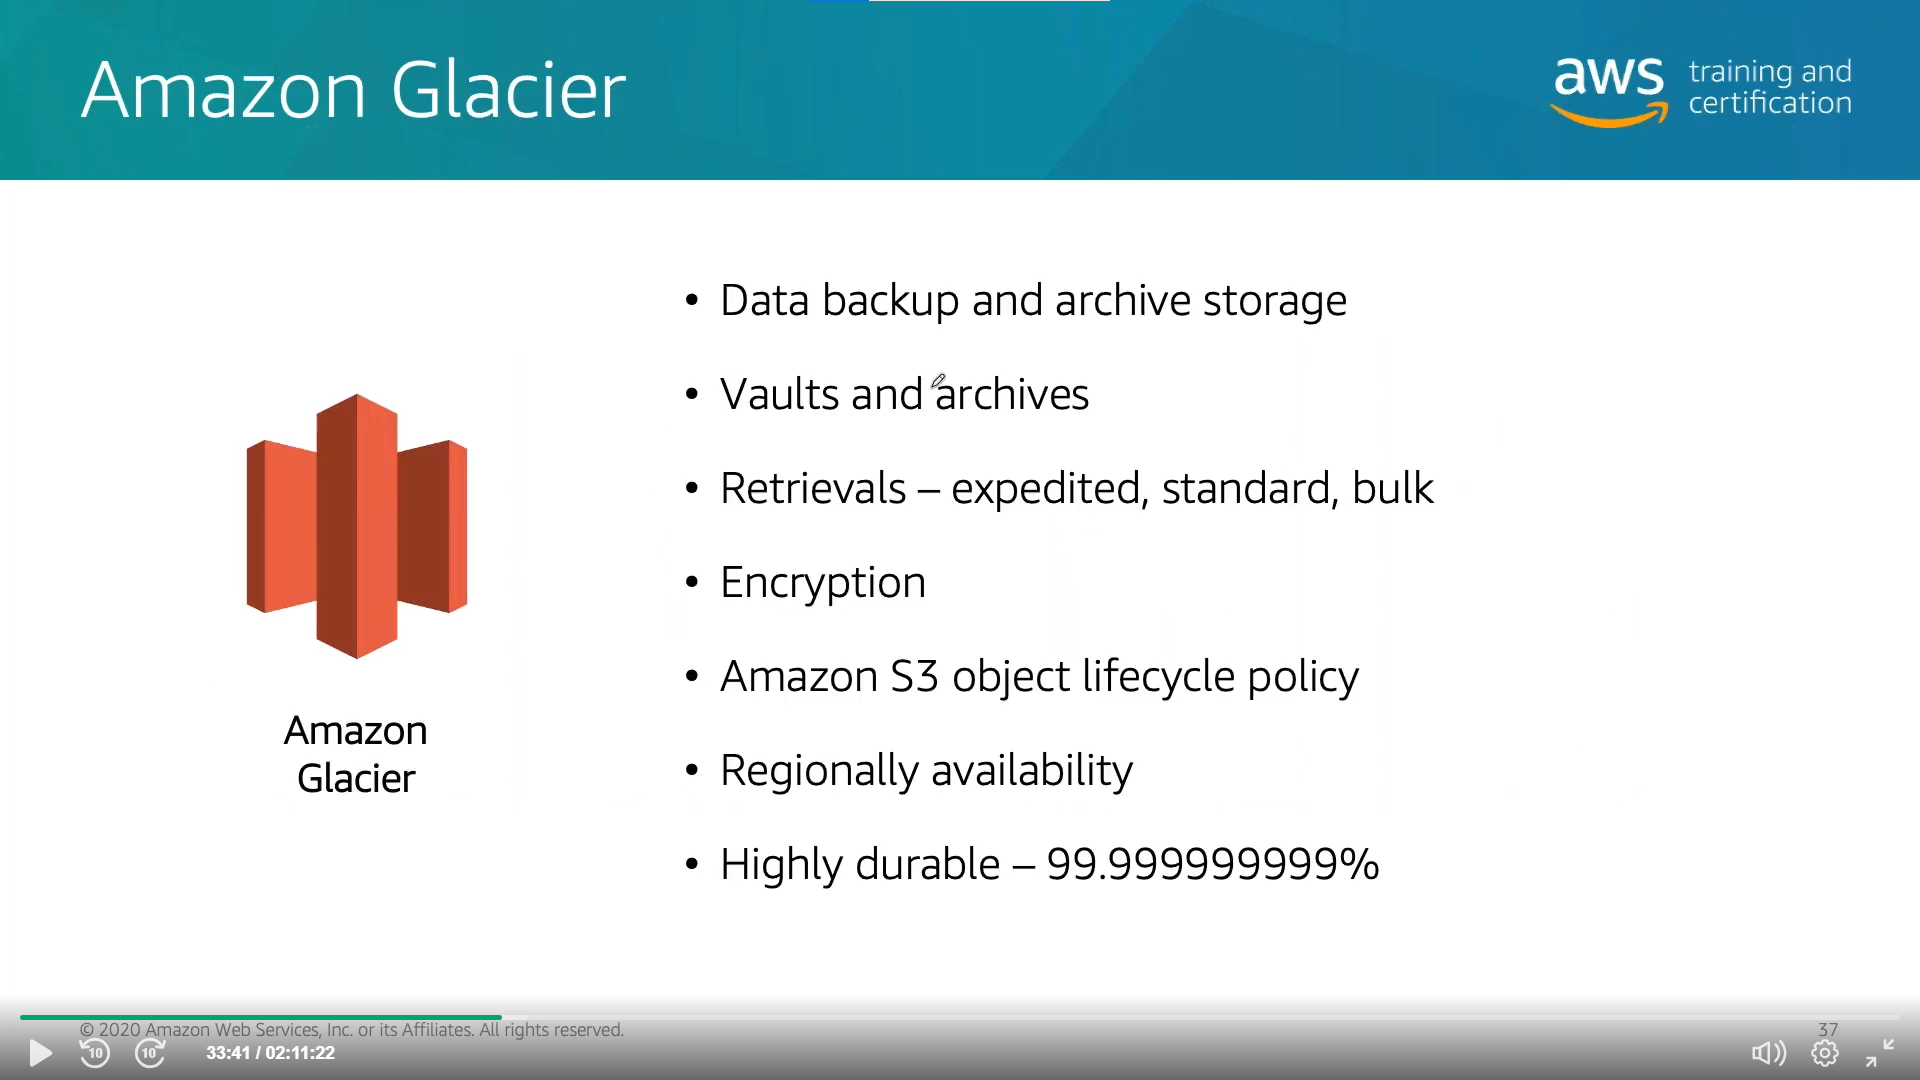 Amazon Glacier
aws training and certification
• Data backup and archive storage
• Vaults and archives
• Retrievals – expedited, standard, bulk
• Encryption
• Amazon S3 object lifecycle policy
• Regionally availability
• Highly durable – 99.999999999%
Amazon
Glacier
© 2020 Amazon Web Services, Inc. or its Affiliates. All rights reserved.
37
10
10
33:41 / 02:11:22